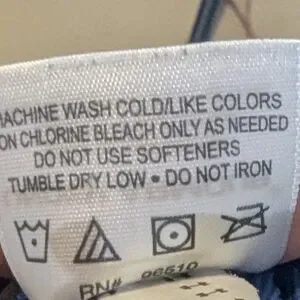 MACHINE WASH COLD/LIKE COLORS
NON CHLORINE BLEACH ONLY AS NEEDED
DO NOT USE SOFTENERS
TUMBLE DRY LOW • DO NOT IRON
RN# 96510